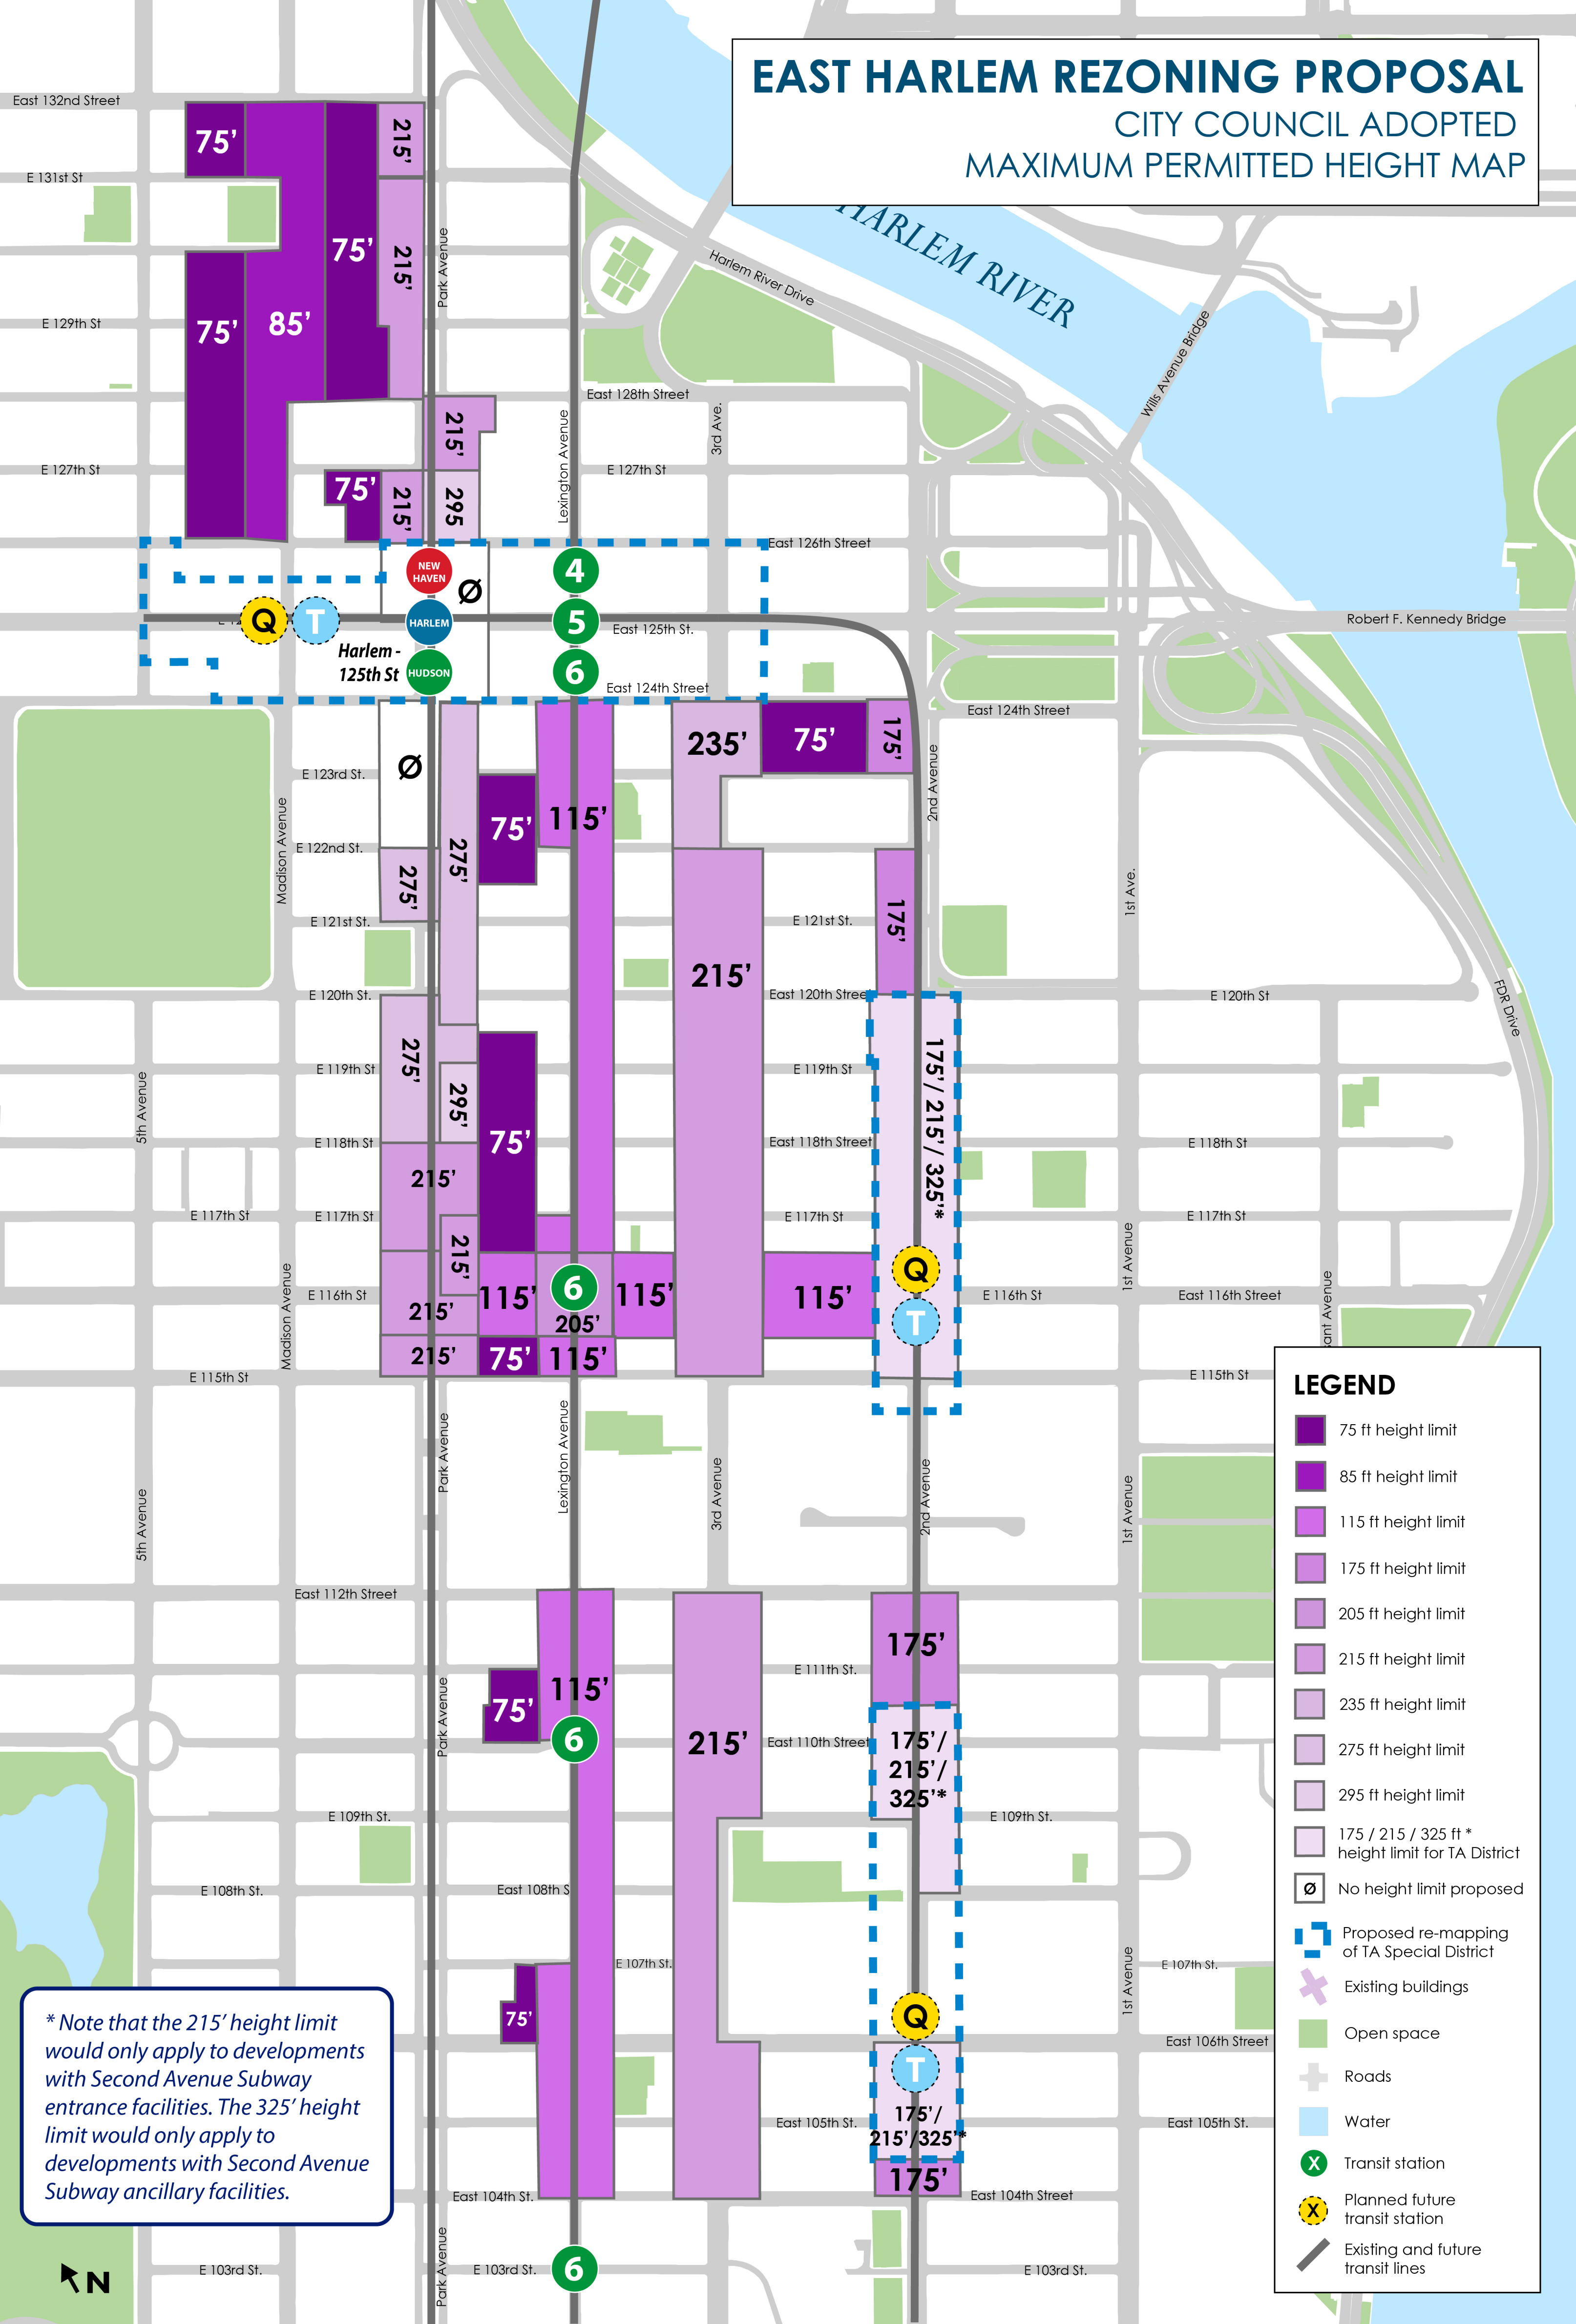 EAST HARLEM REZONING PROPOSAL
CITY COUNCIL ADOPTED
MAXIMUM PERMITTED HEIGHT MAP
HARLEM RIVER
Harlem River Drive
Wills Avenue Bridge
East 132nd Street
75’
215’
E 131st St
75’
215’
Park Avenue
75’
85’
E 129th St
East 128th Street
215’
Lexington Avenue
3rd Ave.
E 127th St
E 127th St
75’
215’
295
East 126th Street
NEW
HAVEN
Ø
4
Q
T
HARLEM
5
East 125th St.
Robert F. Kennedy Bridge
Harlem -
125th St
HUDSON
6
East 124th Street
East 124th Street
235’
75’
175’
2nd Avenue
Ø
E 123rd St.
275’
75’
115’
Madison Avenue
E 122nd St.
275’
1st Ave.
175’
E 121st St.
E 121st St.
215’
E 120th St.
East 120th Street
E 120th St
FDR Drive
275’
175’ / 215’ / 325’*
E 119th St
E 119th St
295’
5th Avenue
75’
E 118th St
East 118th Street
E 118th St
215’
E 117th St
E 117th St
E 117th St
E 117th St
215’
1st Avenue
Q
Madison Avenue
E 116th St
115’
6
115’
115’
E 116th St
East 116th Street
215’
205’
T
215’
75’
115’
E 115th St
E 115th St
Park Avenue
Lexington Avenue
3rd Avenue
2nd Avenue
1st Avenue
5th Avenue
East 112th Street
175’
E 111th St.
115’
75’
Park Avenue
6
215’
East 110th Street
175’/
215’/
325’*
E 109th St.
E 109th St.
E 108th St.
East 108th S
E 107th St.
E 107th St.
1st Avenue
75’
Q
East 106th Street
T
175’/
East 105th St.
East 105th St.
215’/325’*
175’
East 104th St.
East 104th Street
Park Avenue
E 103rd St.
E 103rd St.
6
E 103rd St.
* Note that the 215’ height limit
would only apply to developments
with Second Avenue Subway
entrance facilities. The 325’ height
limit would only apply to
developments with Second Avenue
Subway ancillary facilities.
N
LEGEND
75 ft height limit
85 ft height limit
115 ft height limit
175 ft height limit
205 ft height limit
215 ft height limit
235 ft height limit
275 ft height limit
295 ft height limit
175 / 215 / 325 ft *
height limit for TA District
Ø No height limit proposed
Proposed re-mapping
of TA Special District
Existing buildings
Open space
Roads
Water
X Transit station
X Planned future
transit station
Existing and future
transit lines